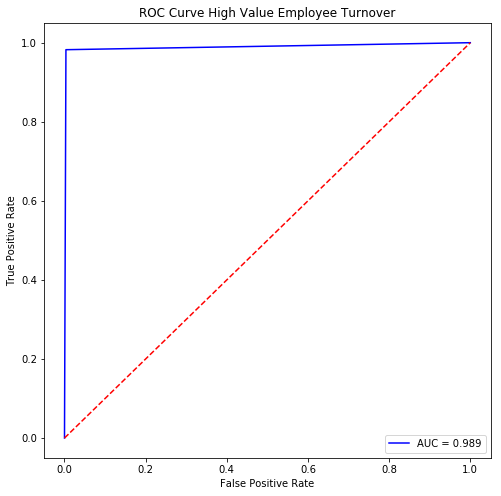 ROC Curve High Value Employee Turnover
1.0
0.8
0.6
0.4
0.2
0.0
True Positive Rate
0.0 0.2 0.4 0.6 0.8 1.0
False Positive Rate
AUC = 0.989